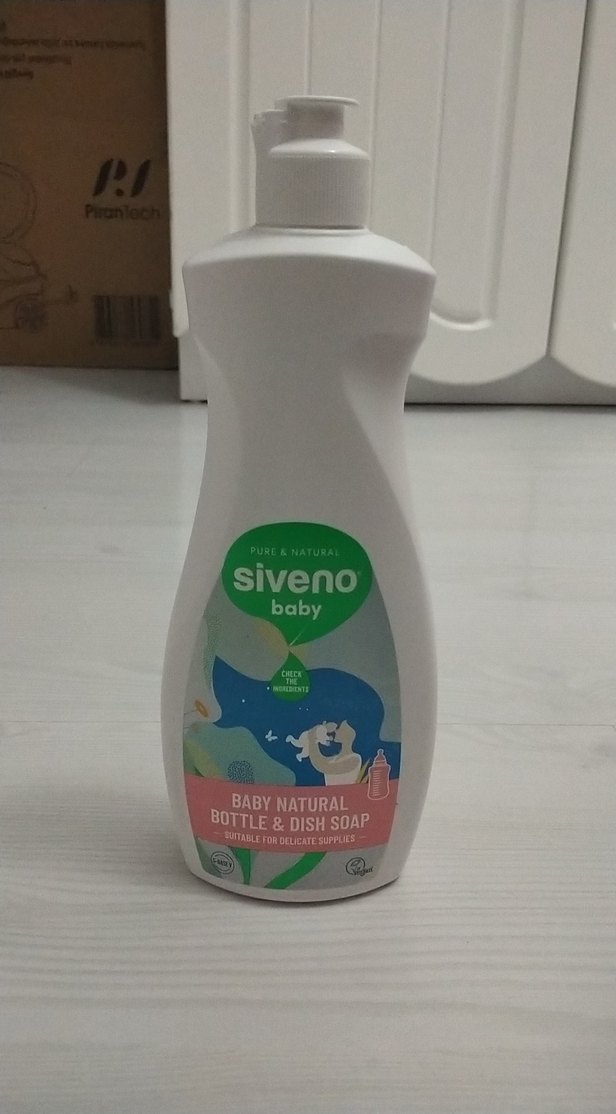 PiranTech
PURE & NATURAL
siveno
baby
CHECK
THE
INGREDIENTS
BABY NATURAL
BOTTLE & DISH SOAP
SUITABLE FOR DELICATE SUPPLIES
Vegan